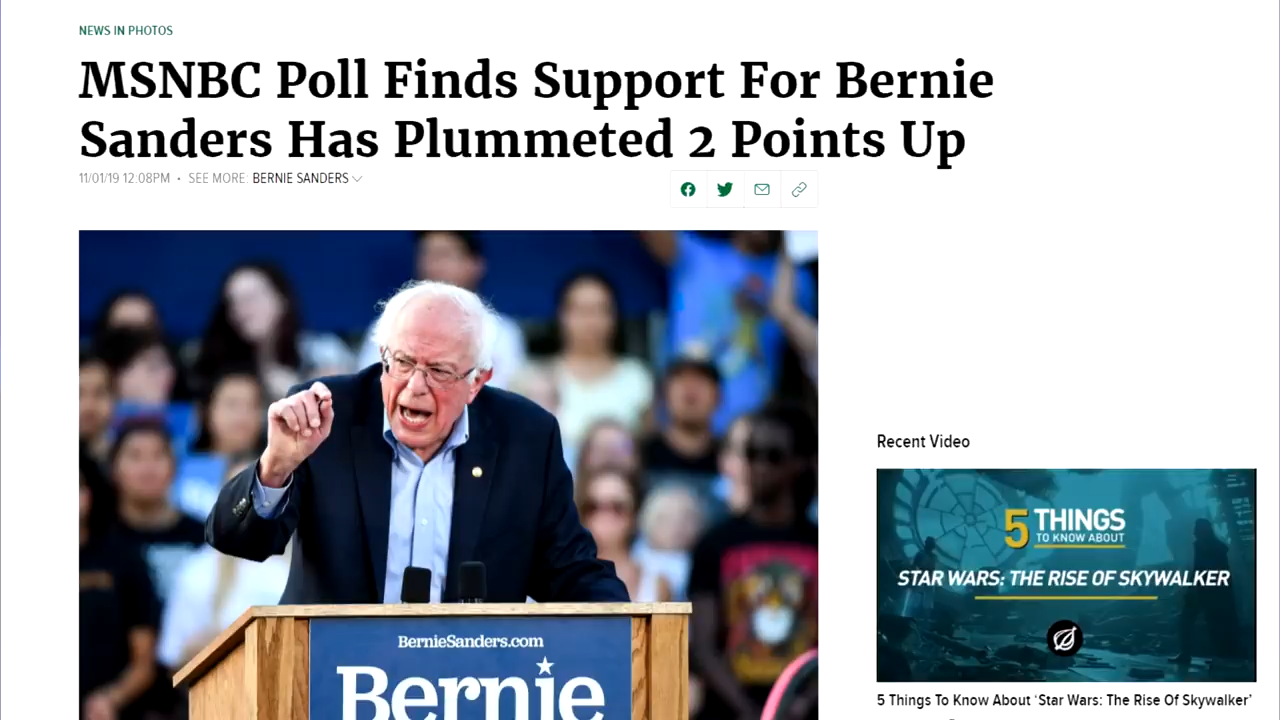 NEWS IN PHOTOS
MSNBC Poll Finds Support For Bernie
Sanders Has Plummeted 2 Points Up
11/01/19 12:08PM • SEE MORE: BERNIE SANDERS
BernieSanders.com
Bernie
Recent Video
5 THINGS
TO KNOW ABOUT
STAR WARS: THE RISE OF SKYWALKER
5 Things To Know About ‘Star Wars: The Rise Of Skywalker’